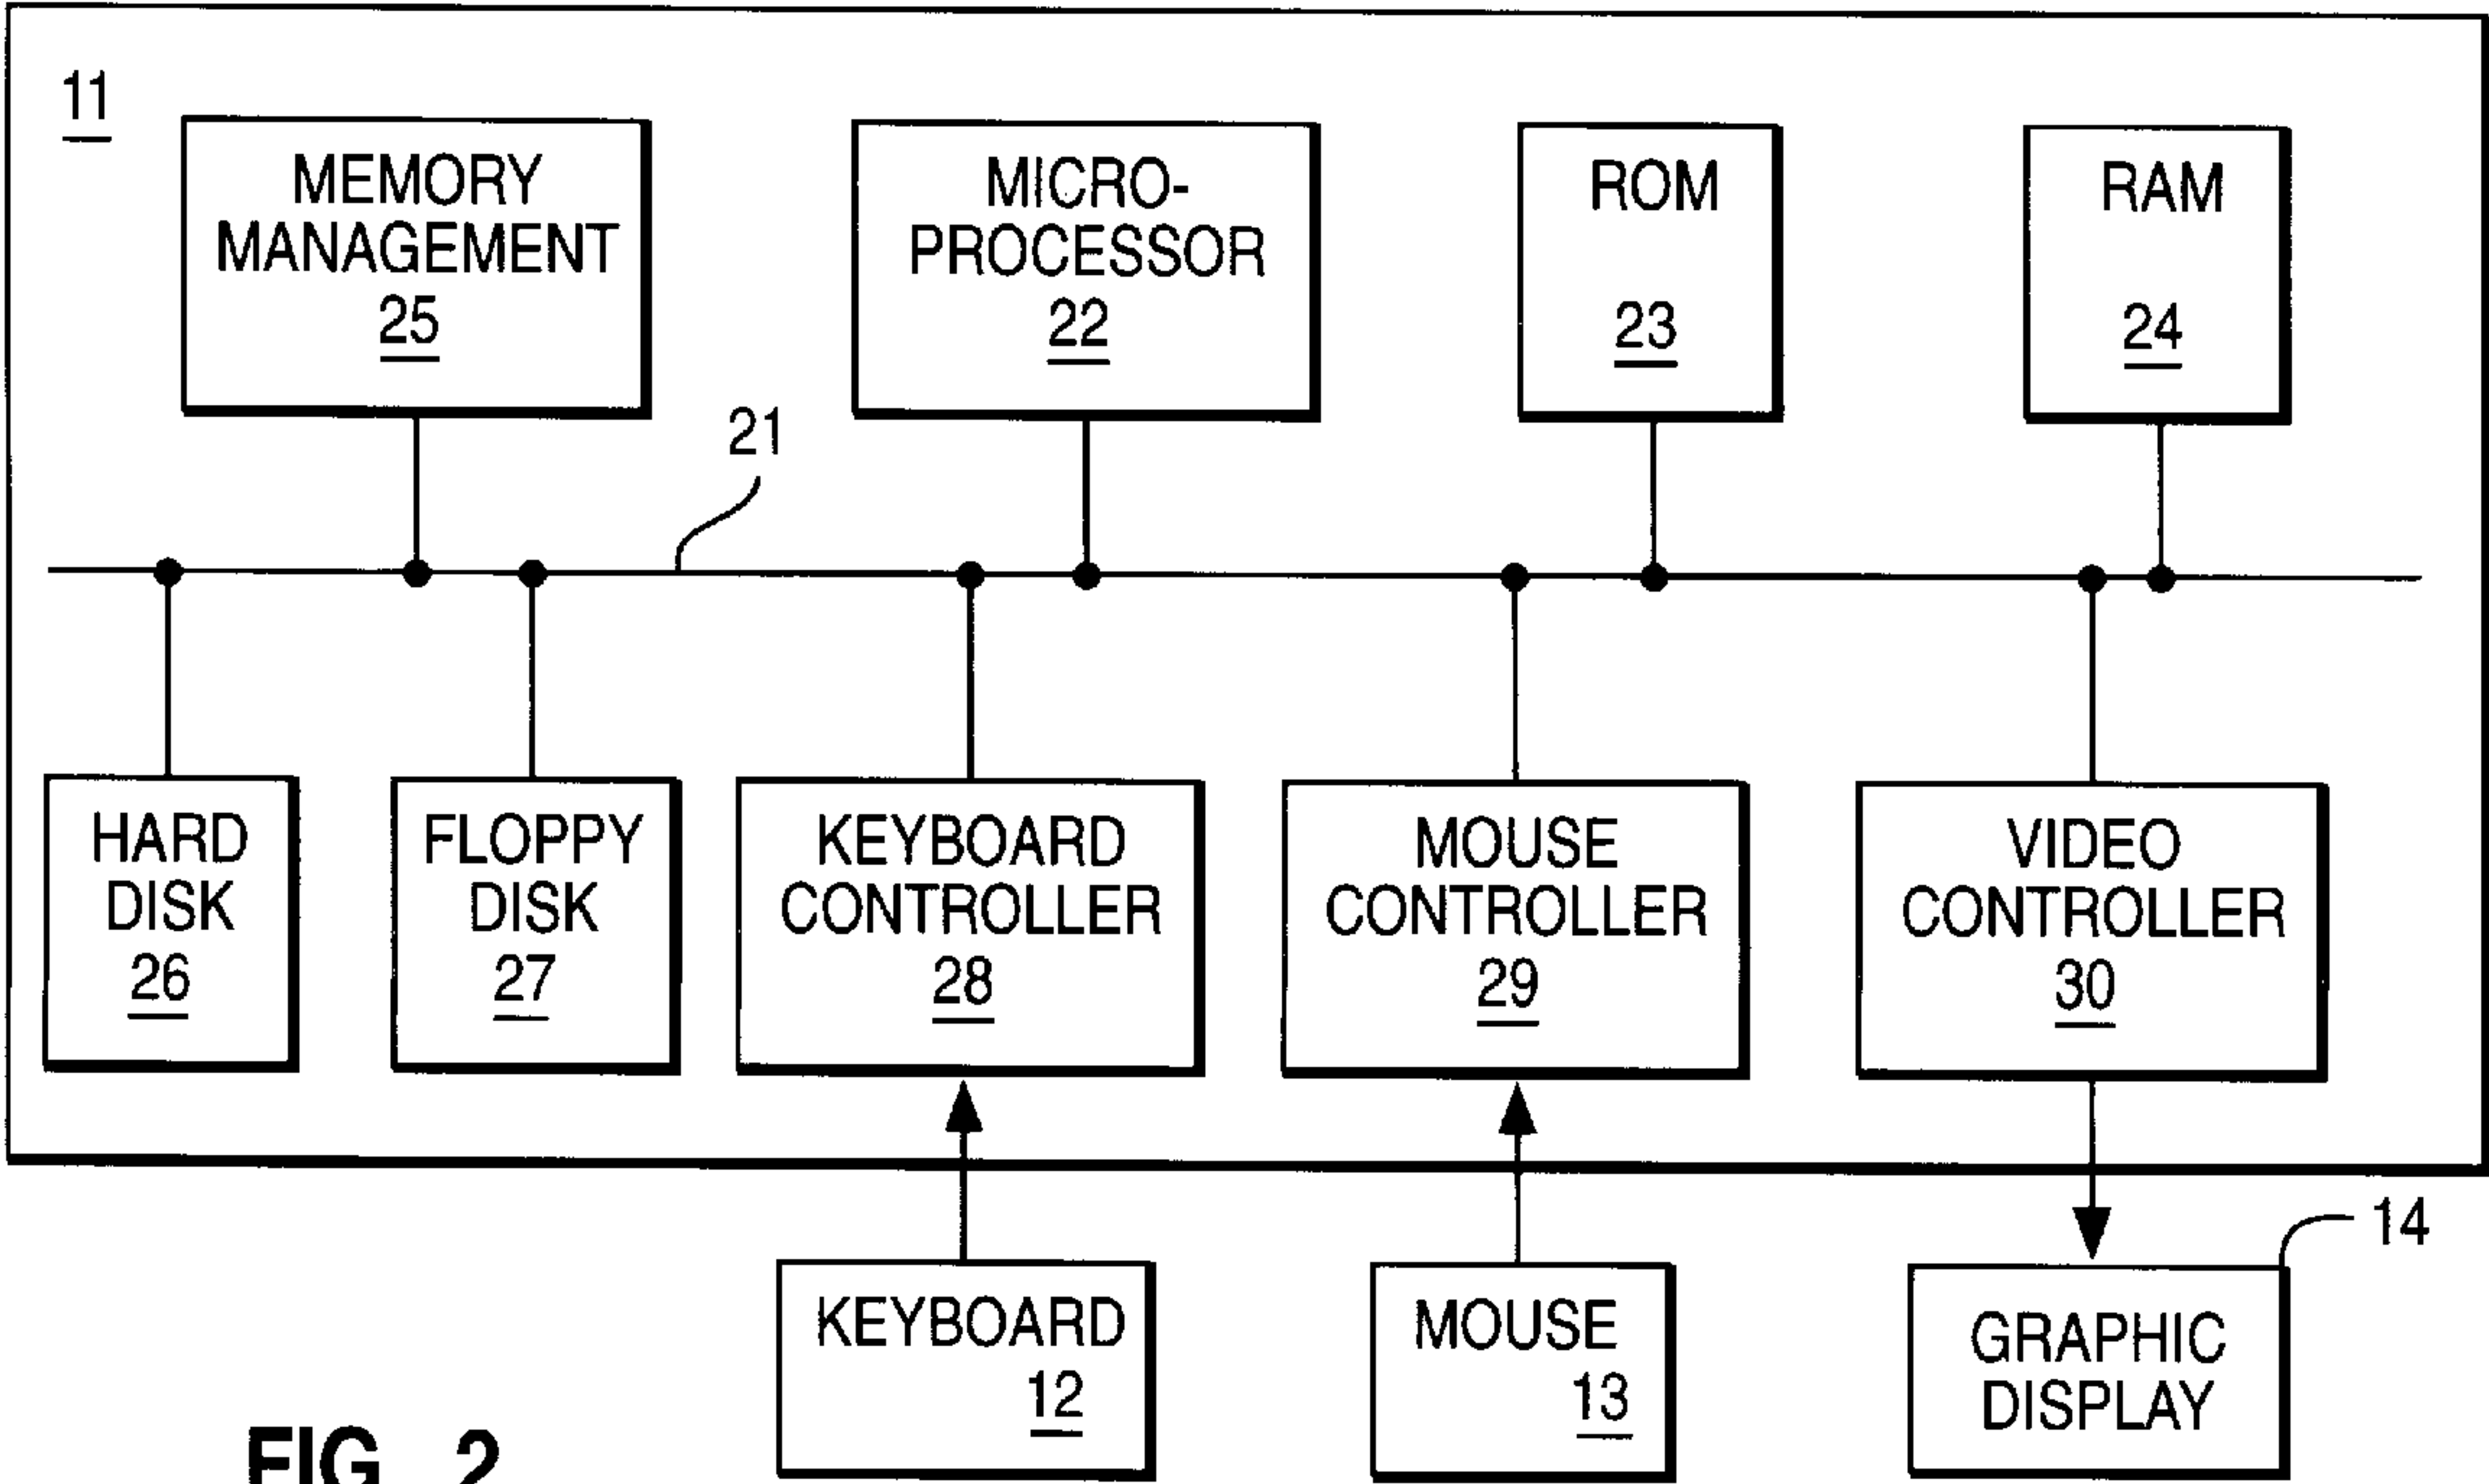 11
MEMORY
MANAGEMENT
25
MICRO-
PROCESSOR
22
ROM
23
RAM
24
21
HARD
DISK
26
FLOPPY
DISK
27
KEYBOARD
CONTROLLER
28
MOUSE
CONTROLLER
29
VIDEO
CONTROLLER
30
KEYBOARD
12
MOUSE
13
14
GRAPHIC
DISPLAY
FIG. 2